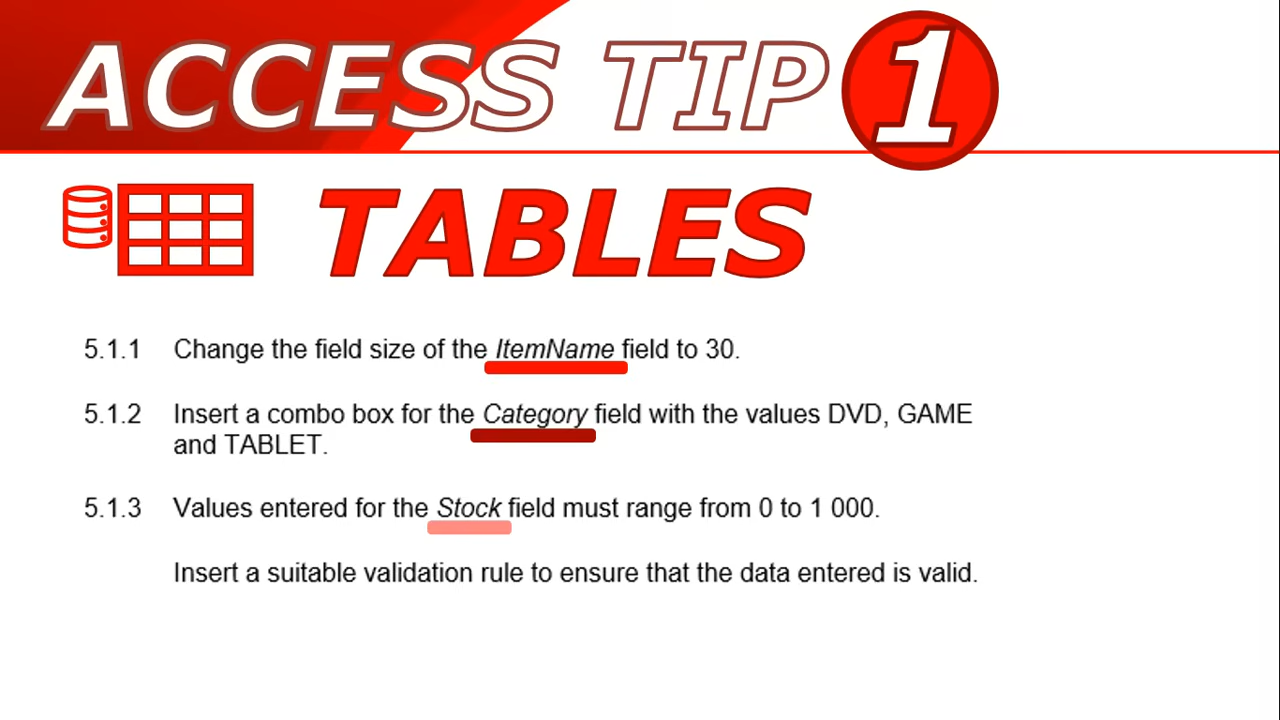 ACCESS TIP 1
TABLES
5.1.1 Change the field size of the ItemName field to 30.
5.1.2 Insert a combo box for the Category field with the values DVD, GAME
and TABLET.
5.1.3 Values entered for the Stock field must range from 0 to 1 000.
Insert a suitable validation rule to ensure that the data entered is valid.